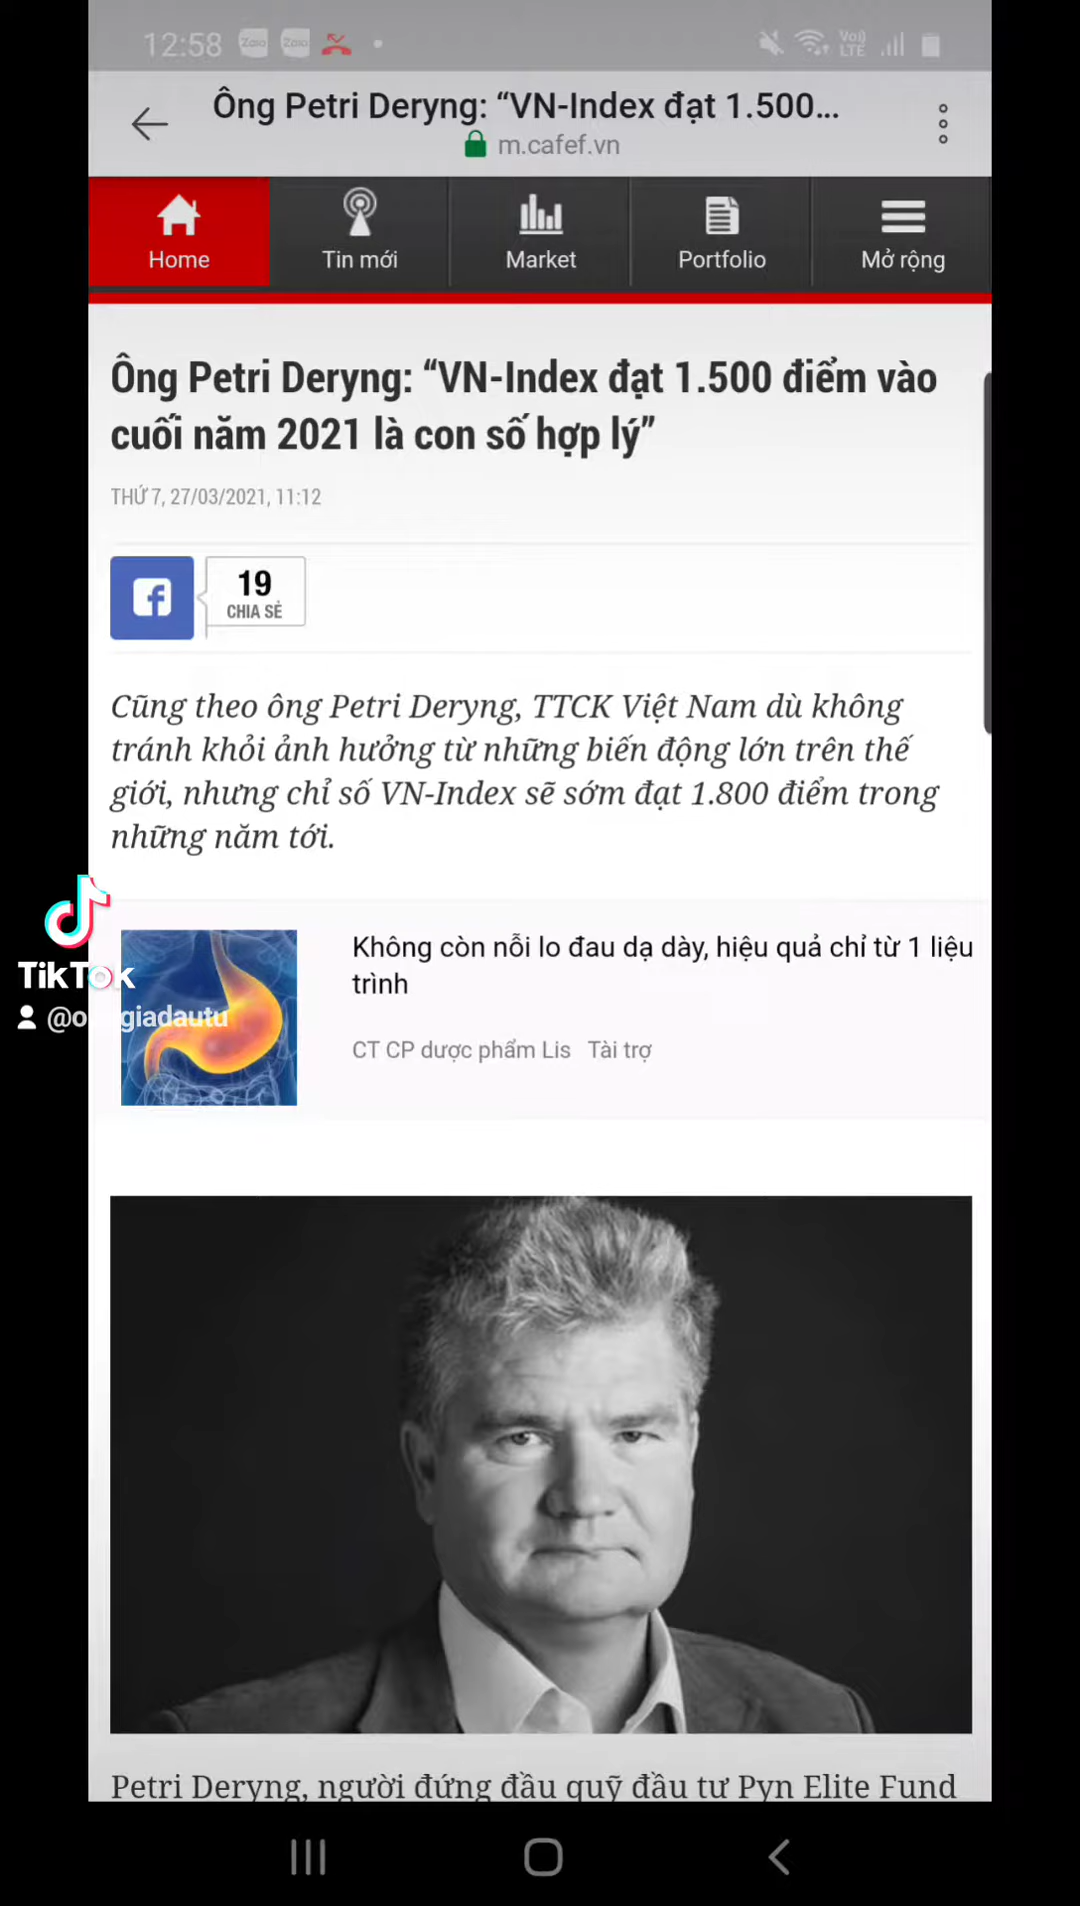 12:58
Zalo Zalo
Vo)) LTE
Ông Petri Deryng: “VN-Index đạt 1.500...
m.cafef.vn
Home Tin mới Market Portfolio Mở rộng
Ông Petri Deryng: “VN-Index đạt 1.500 điểm vào
cuối năm 2021 là con số hợp lý”
THỨ 7, 27/03/2021, 11:12
19
CHIA SẺ
Cũng theo ông Petri Deryng, TTCK Việt Nam dù không
tránh khỏi ảnh hưởng từ những biến động lớn trên thế
giới, nhưng chỉ số VN-Index sẽ sớm đạt 1.800 điểm trong
những năm tới.
Không còn nỗi lo đau dạ dày, hiệu quả chỉ từ 1 liệu
trình
CT CP dược phẩm Lis Tài trợ
TikTok
Petri Deryng, người đứng đầu quỹ đầu tư Pyn Elite Fund